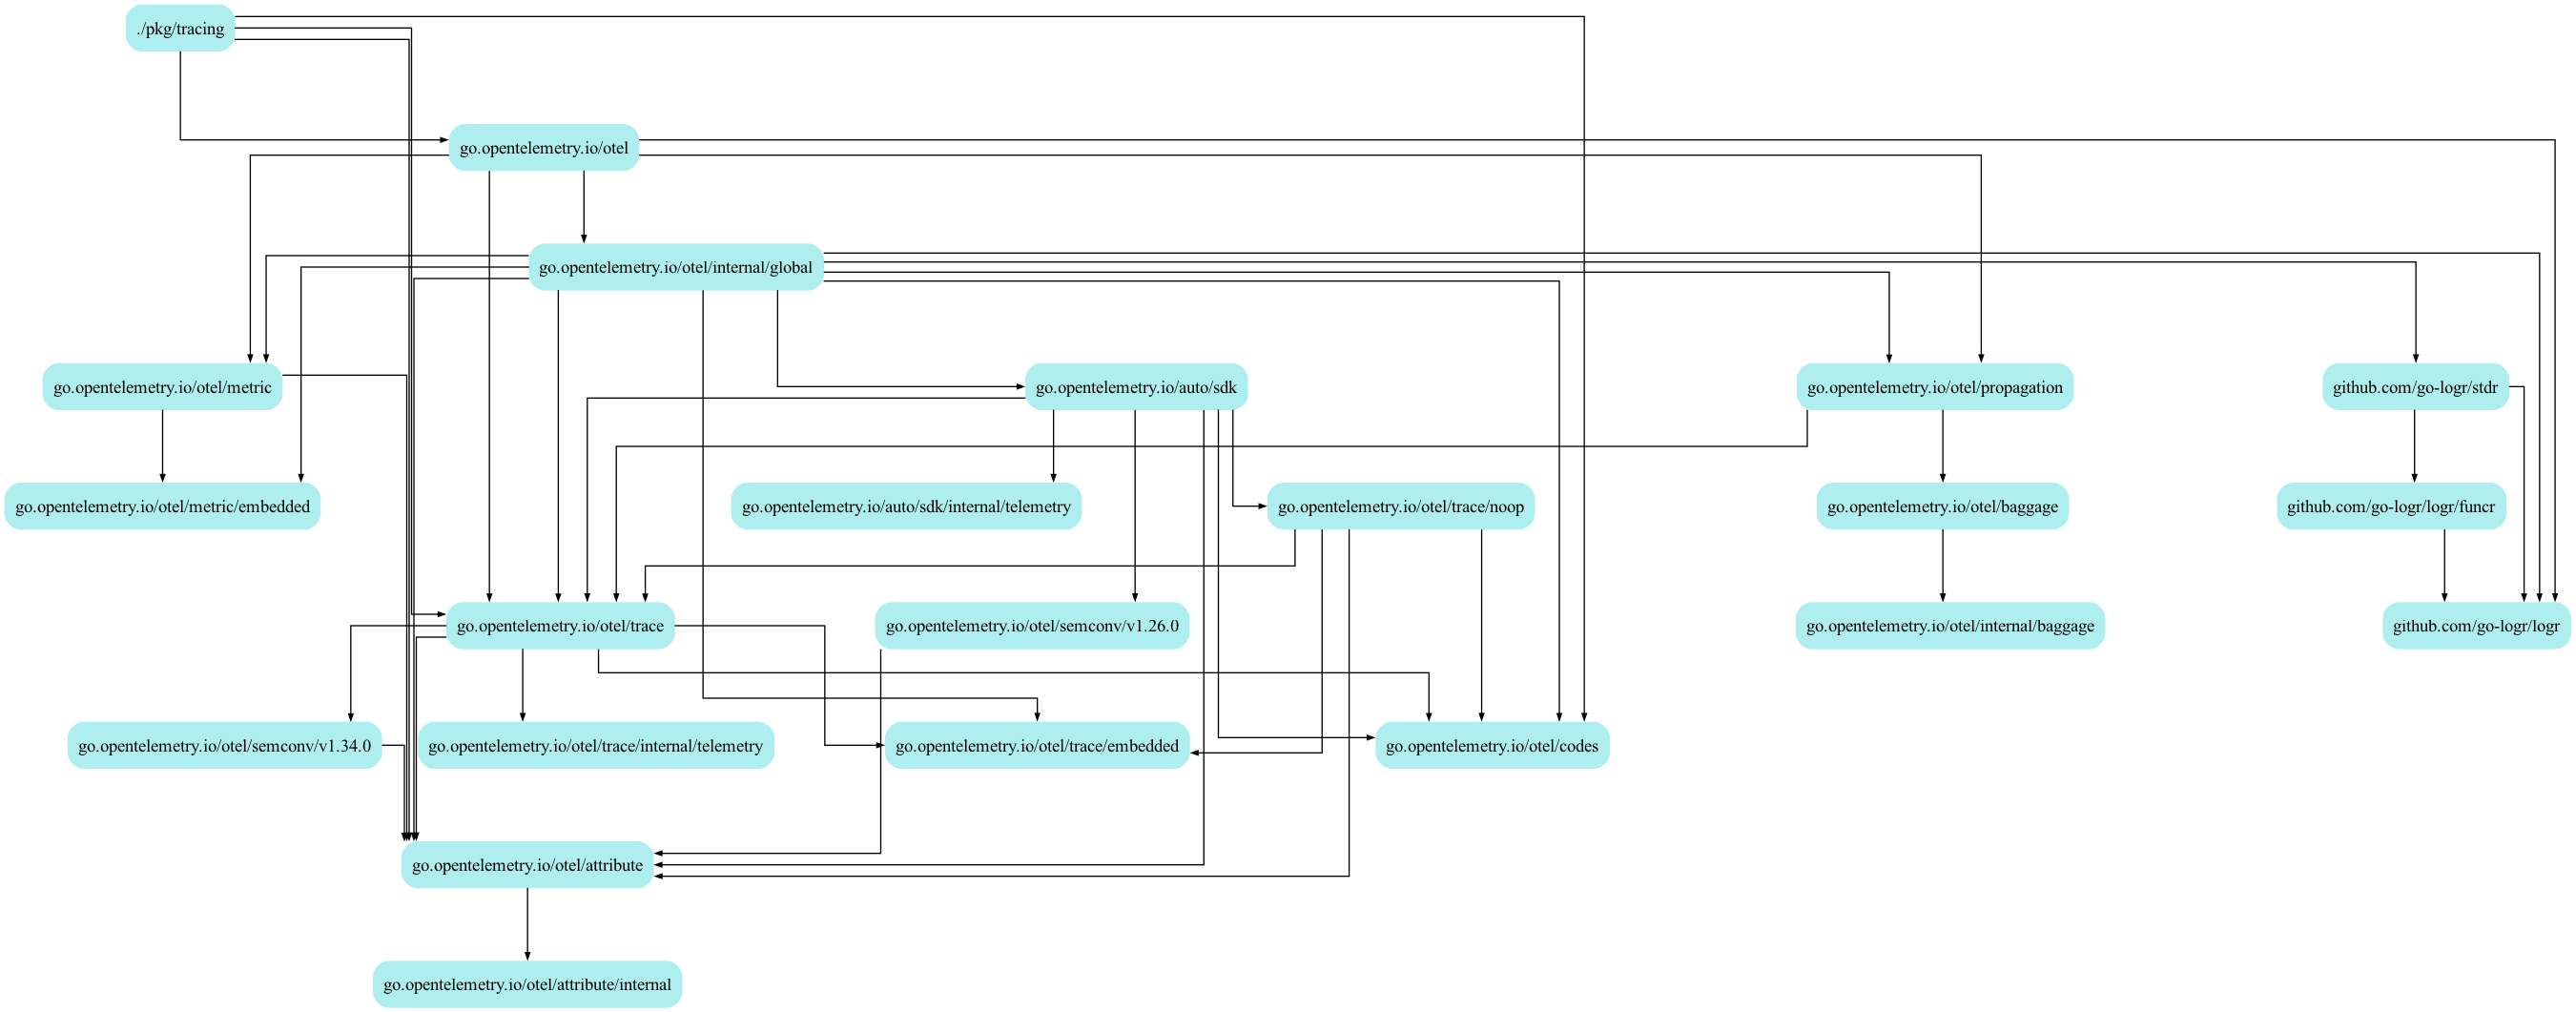 ./pkg/tracing
go.opentelemetry.io/otel
go.opentelemetry.io/otel/internal/global
go.opentelemetry.io/otel/metric
go.opentelemetry.io/auto/sdk
go.opentelemetry.io/otel/propagation
github.com/go-logr/stdr
go.opentelemetry.io/otel/metric/embedded
go.opentelemetry.io/auto/sdk/internal/telemetry
go.opentelemetry.io/otel/trace/noop
go.opentelemetry.io/otel/baggage
github.com/go-logr/logr/funcr
go.opentelemetry.io/otel/trace
go.opentelemetry.io/otel/semconv/v1.26.0
go.opentelemetry.io/otel/internal/baggage
github.com/go-logr/logr
go.opentelemetry.io/otel/semconv/v1.34.0
go.opentelemetry.io/otel/trace/internal/telemetry
go.opentelemetry.io/otel/trace/embedded
go.opentelemetry.io/otel/codes
go.opentelemetry.io/otel/attribute
go.opentelemetry.io/otel/attribute/internal